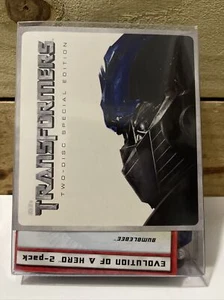 TRANSFORMERS
TWO-DISC SPECIAL EDITION
EVOLUTION OF A HERO 2-pack
BUMBLEBEE